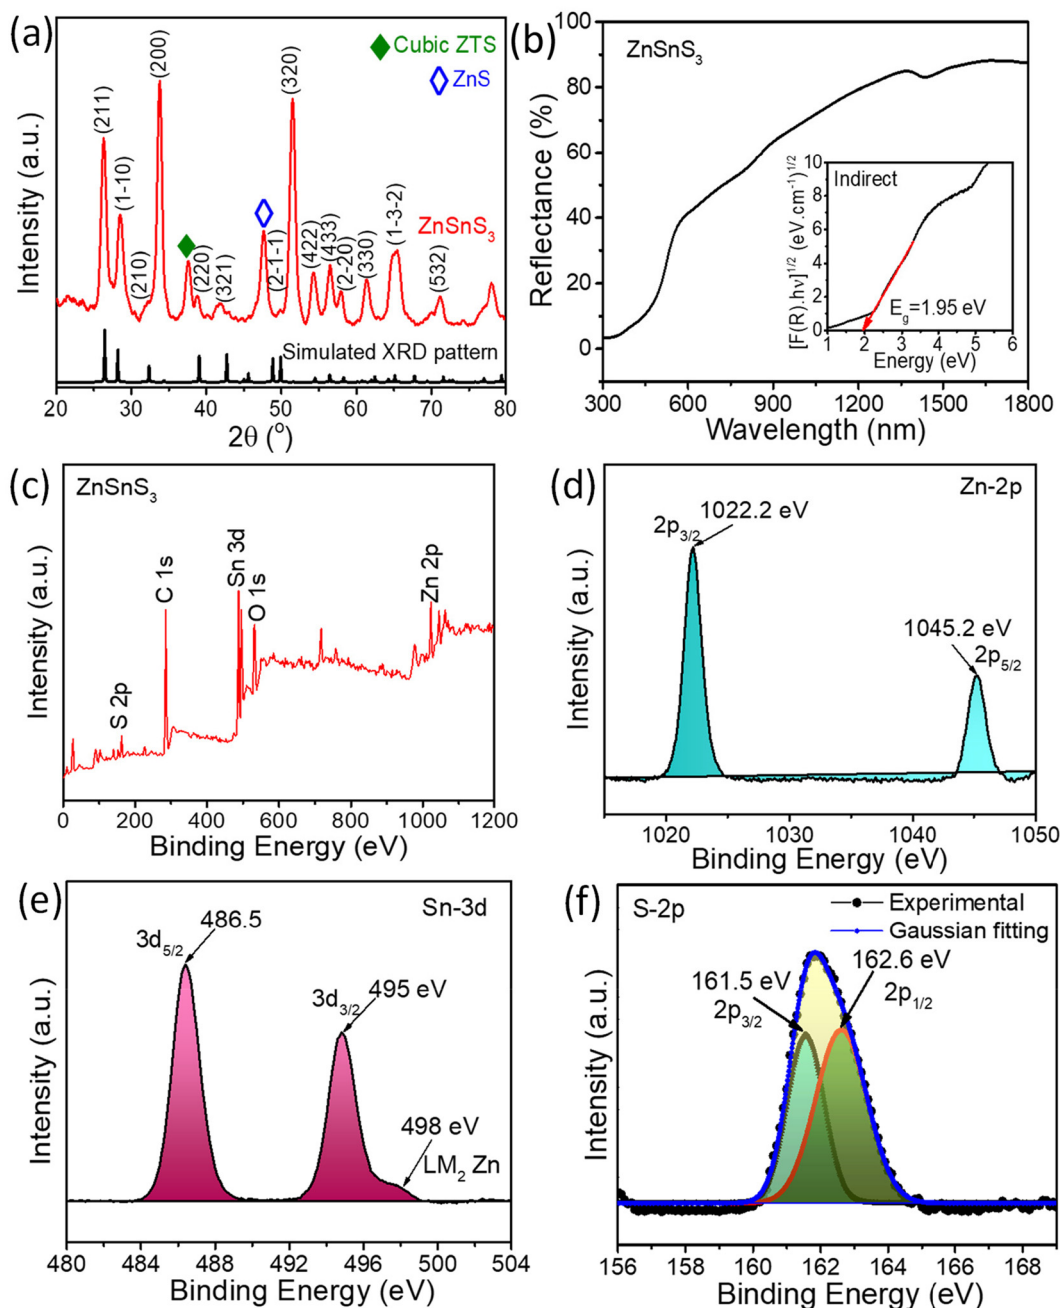 (a)
Cubic ZTS
ZnS
(211)
(1-10)
(210)
(200)
(220)
(321)
(2-1-1)
(320)
(422)
(433)
(2-20)
(330)
(1-3-2)
(532)
ZnSnS3
Simulated XRD pattern
Intensity (a.u.)
20 30 40 50 60 70 80
2θ (°)
(b)
ZnSnS3
Reflectance (%)
100
80
60
40
20
0
300 600 900 1200 1500 1800
Wavelength (nm)
Indirect
[F(R).hν]1/2 (eV.cm-1)1/2
10
8
6
4
2
0
Eg=1.95 eV
1 2 3 4 5 6
Energy (eV)
(c)
ZnSnS3
S 2p
C 1s
Sn 3d
O 1s
Zn 2p
Intensity (a.u.)
0 200 400 600 800 1000 1200
Binding Energy (eV)
(d)
Zn-2p
2p3/2
1022.2 eV
1045.2 eV
2p5/2
Intensity (a.u.)
1020 1030 1040 1050
Binding Energy (eV)
(e)
Sn-3d
486.5
3d5/2
3d3/2
495 eV
498 eV
LM2 Zn
Intensity (a.u.)
480 484 488 492 496 500 504
Binding Energy (eV)
(f)
S-2p
Experimental
Gaussian fitting
161.5 eV
2p3/2
162.6 eV
2p1/2
Intensity (a.u.)
156 158 160 162 164 166 168
Binding Energy (eV)